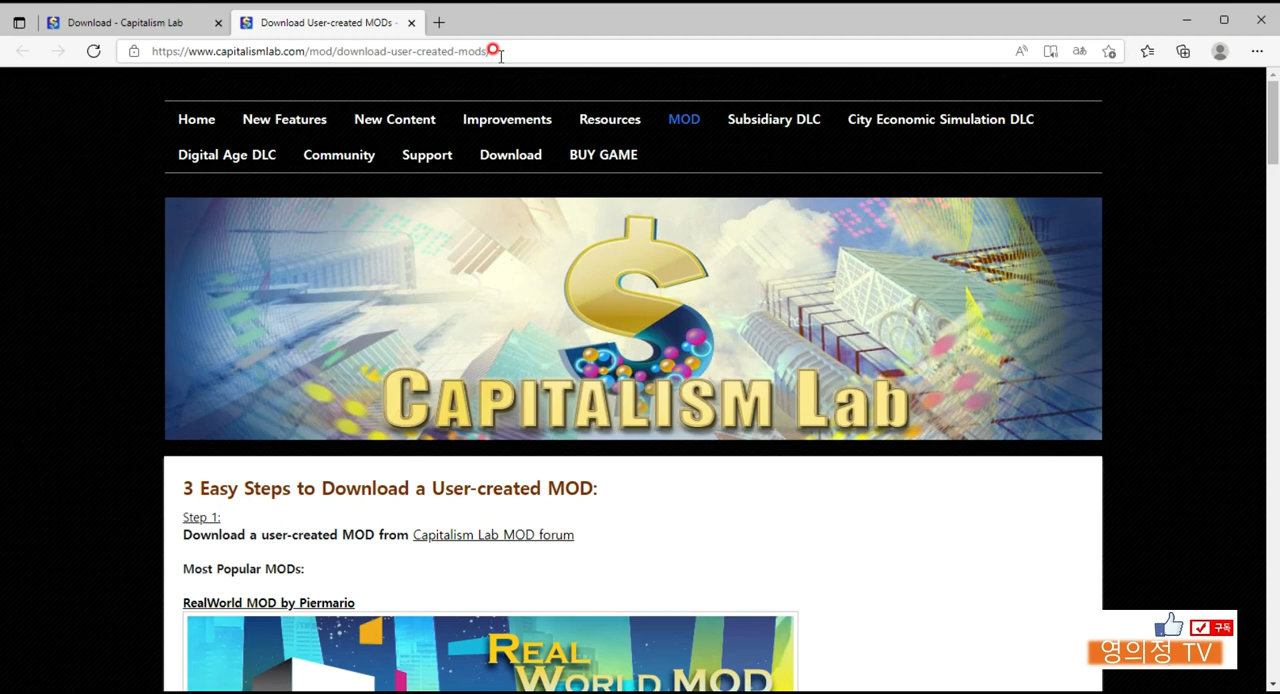 Download - Capitalism Lab
Download User-created MODs -
https://www.capitalismlab.com/mod/download-user-created-mods/
Home New Features New Content Improvements Resources MOD Subsidiary DLC City Economic Simulation DLC
Digital Age DLC Community Support Download BUY GAME
CAPITALISM Lab
3 Easy Steps to Download a User-created MOD:
Step 1:
Download a user-created MOD from Capitalism Lab MOD forum
Most Popular MODs:
RealWorld MOD by Piermario
REAL
WORLD MOD
구독
영의정 TV